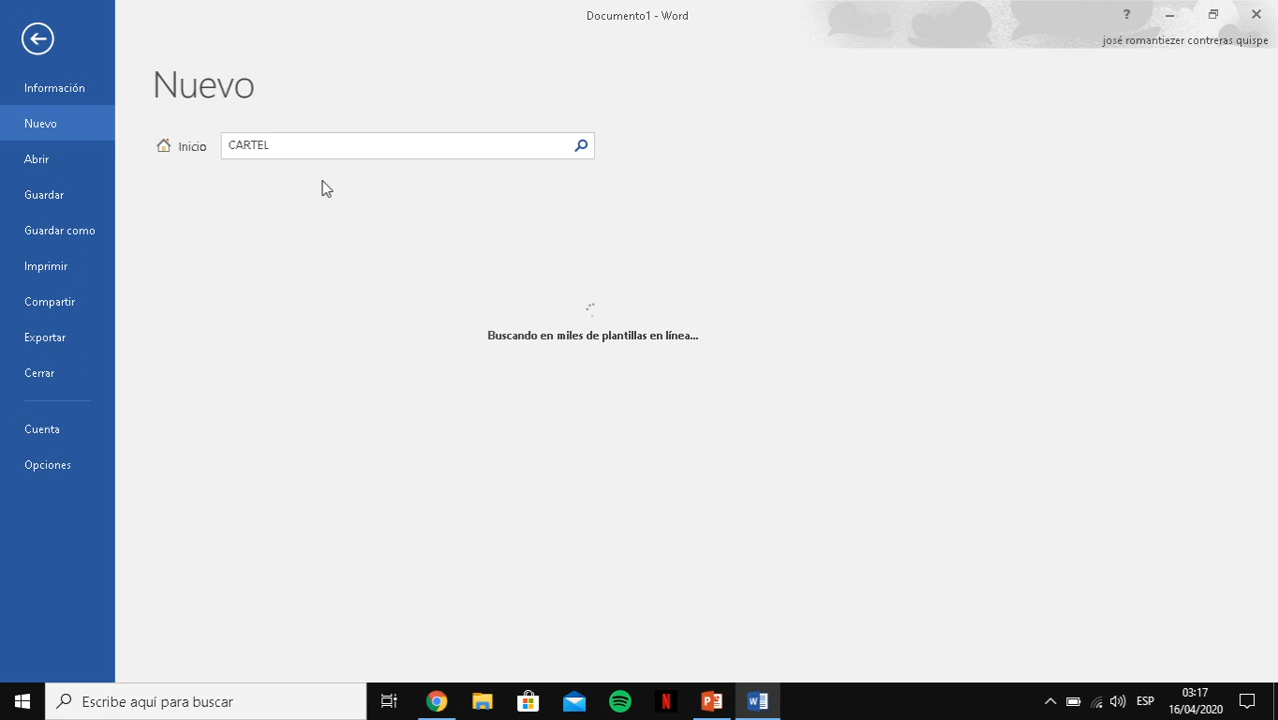 Documento1 - Word
?
josé romantiezer contreras quispe
Información
Nuevo
Abrir
Guardar
Guardar como
Imprimir
Compartir
Exportar
Cerrar
Cuenta
Opciones
Nuevo
Inicio
CARTEL
Buscando en miles de plantillas en línea...
Escribe aquí para buscar
N
P
W
ESP
03:17
16/04/2020